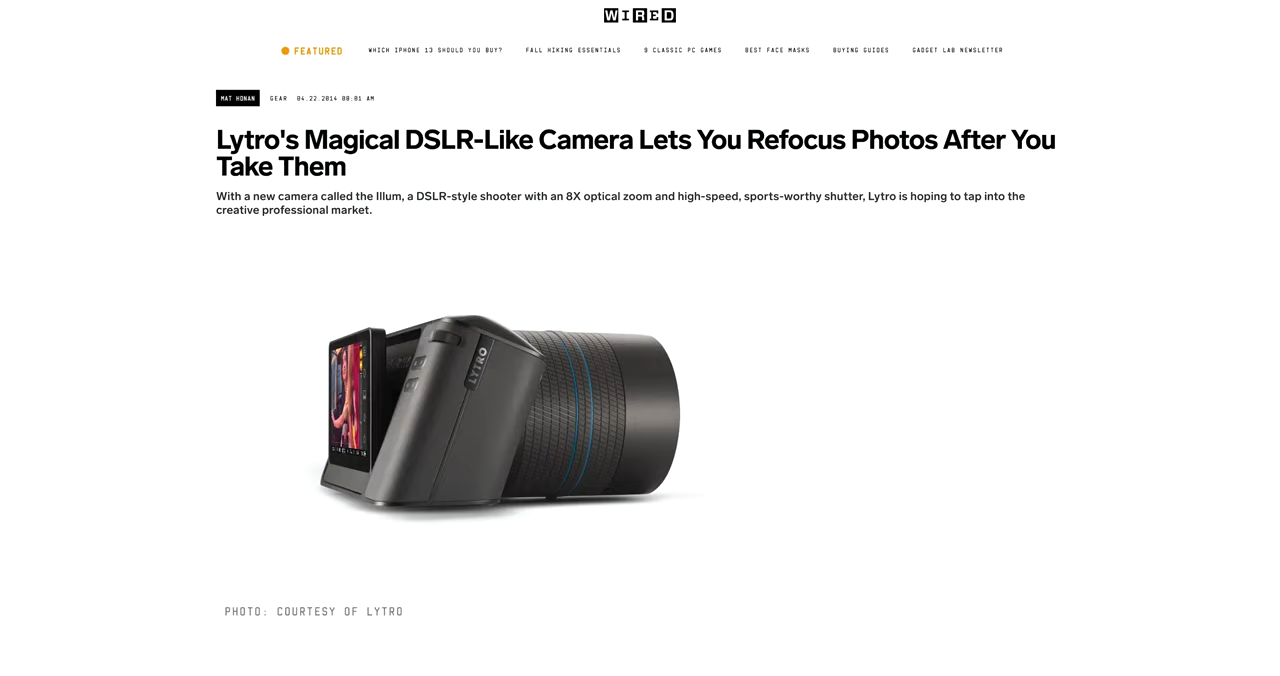 WIRED
FEATURED WHICH IPHONE 13 SHOULD YOU BUY? FALL HIKING ESSENTIALS 9 CLASSIC PC GAMES BEST FACE MASKS BUYING GUIDES GADGET LAB NEWSLETTER
MAT HONAN GEAR 04.22.2014 08:01 AM
Lytro's Magical DSLR-Like Camera Lets You Refocus Photos After You
Take Them
With a new camera called the Illum, a DSLR-style shooter with an 8X optical zoom and high-speed, sports-worthy shutter, Lytro is hoping to tap into the
creative professional market.
LYTRO
PHOTO: COURTESY OF LYTRO